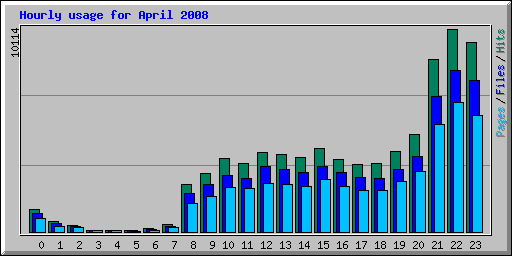 Hourly usage for April 2008
10114
Pages/Files/Hits
0 1 2 3 4 5 6 7 8 9 10 11 12 13 14 15 16 17 18 19 20 21 22 23